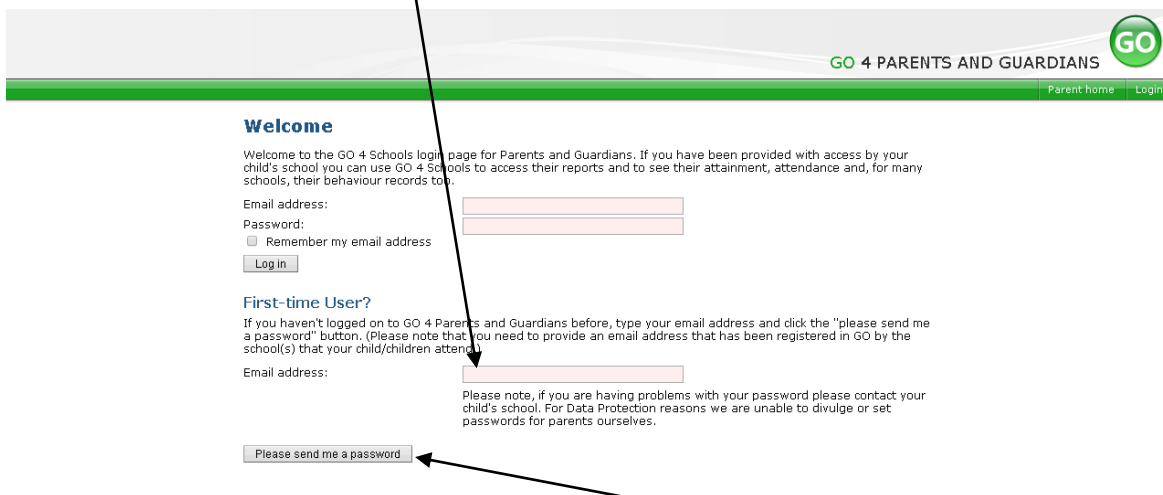 GO
GO 4 PARENTS AND GUARDIANS
Parent home Login
Welcome
Welcome to the GO 4 Schools login page for Parents and Guardians. If you have been provided with access by your
child's school you can use GO 4 Schools to access their reports and to see their attainment, attendance and, for many
schools, their behaviour records too.
Email address:
Password:
Remember my email address
Log in
First-time User?
If you haven't logged on to GO 4 Parents and Guardians before, type your email address and click the "please send me
a password" button. (Please note that you need to provide an email address that has been registered in GO by the
school(s) that your child/children attend.)
Email address:
Please note, if you are having problems with your password please contact your
child's school. For Data Protection reasons we are unable to divulge or set
passwords for parents ourselves.
Please send me a password